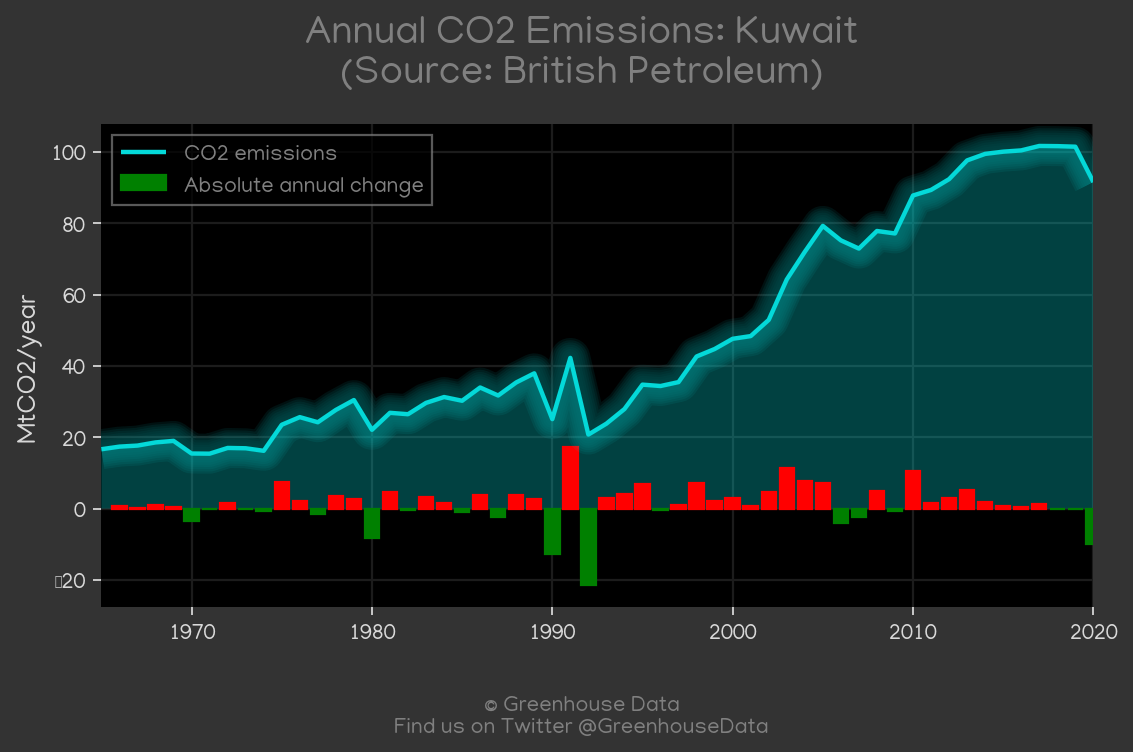 Annual CO2 Emissions: Kuwait
(Source: British Petroleum)
CO2 emissions
Absolute annual change
MtCO2/year
100
80
60
40
20
0
▯20
1970 1980 1990 2000 2010 2020
© Greenhouse Data
Find us on Twitter @GreenhouseData